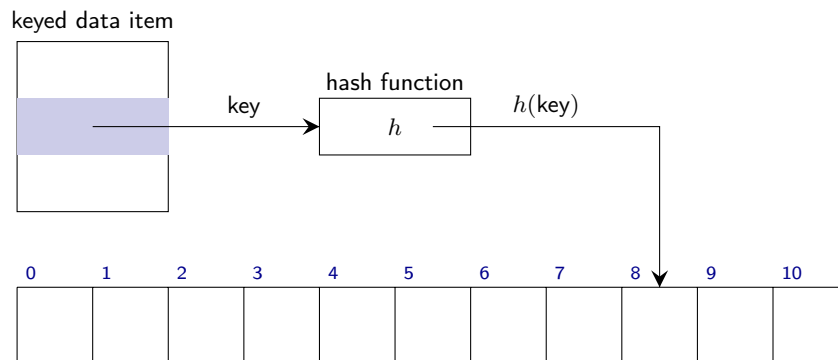 keyed data item
hash function
key
h
h(key)
0 1 2 3 4 5 6 7 8 9 10